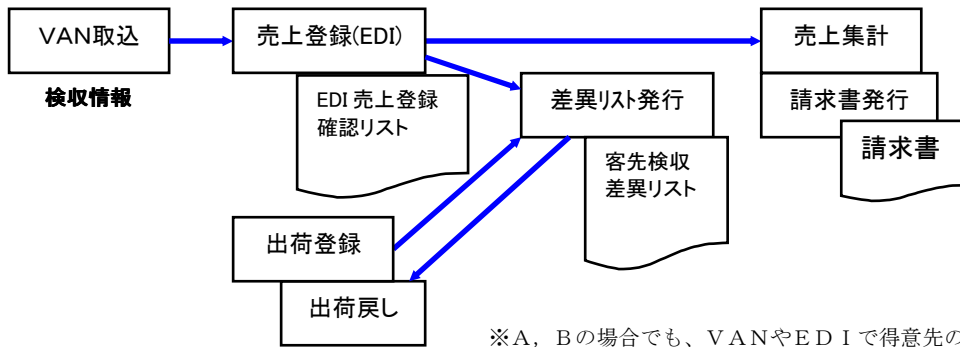 VAN取込
検収情報
売上登録(EDI)
EDI 売上登録
確認リスト
差異リスト発行
客先検収
差異リスト
出荷登録
出荷戻し
売上集計
請求書発行
請求書
※A，Bの場合でも、ＶＡＮやＥＤＩで得意先の